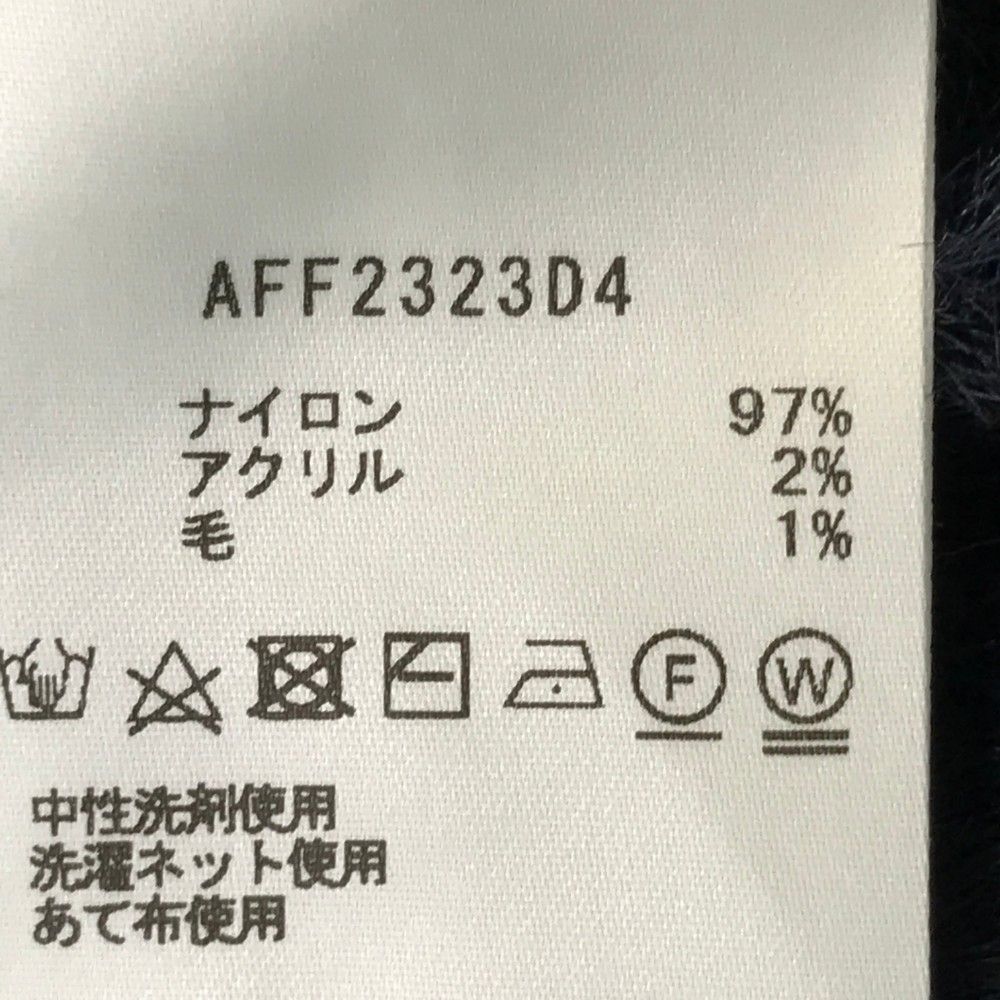 AFF2323D4
ナイロン 97%
アクリル 2%
毛 1%
F W
中性洗剤使用
洗濯ネット使用
あて布使用